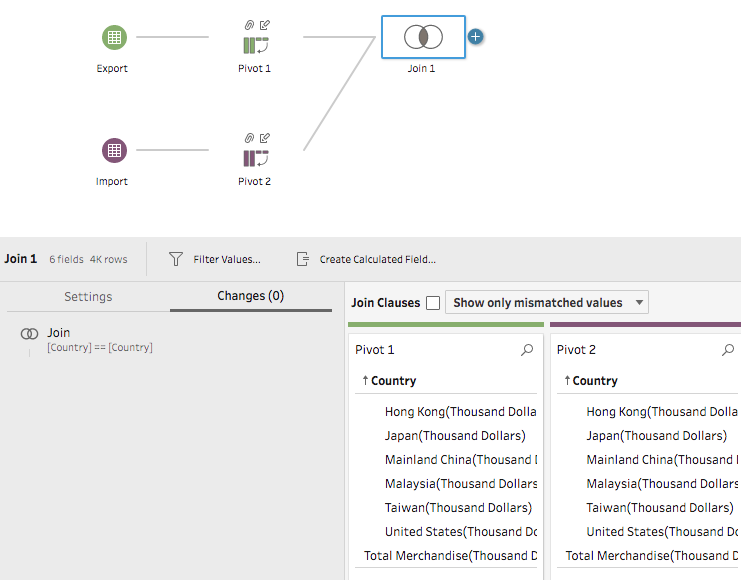 Export
Pivot 1
Join 1
Import
Pivot 2
Join 1 6 fields 4K rows Filter Values... Create Calculated Field...
Settings Changes (0)
Join
[Country] == [Country]
Join Clauses Show only mismatched values
Pivot 1 Pivot 2
Country Country
Hong Kong(Thousand Dolla Hong Kong(Thousand Dolla
Japan(Thousand Dollars) Japan(Thousand Dollars)
Mainland China(Thousand Mainland China(Thousand
Malaysia(Thousand Dollars Malaysia(Thousand Dollars
Taiwan(Thousand Dollars) Taiwan(Thousand Dollars)
United States(Thousand Do United States(Thousand Do
Total Merchandise(Thousand D Total Merchandise(Thousand D